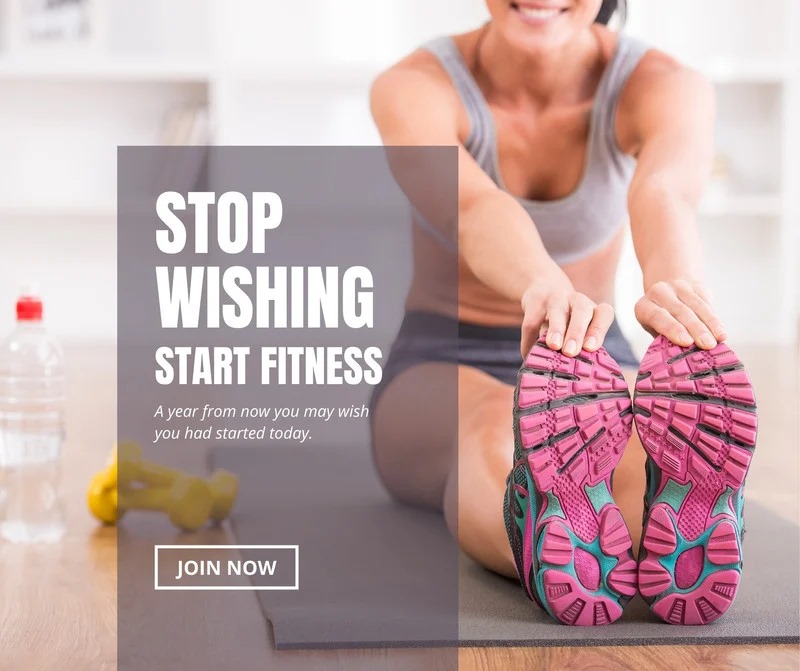 STOP
WISHING
START FITNESS
A year from now you may wish
you had started today.
JOIN NOW